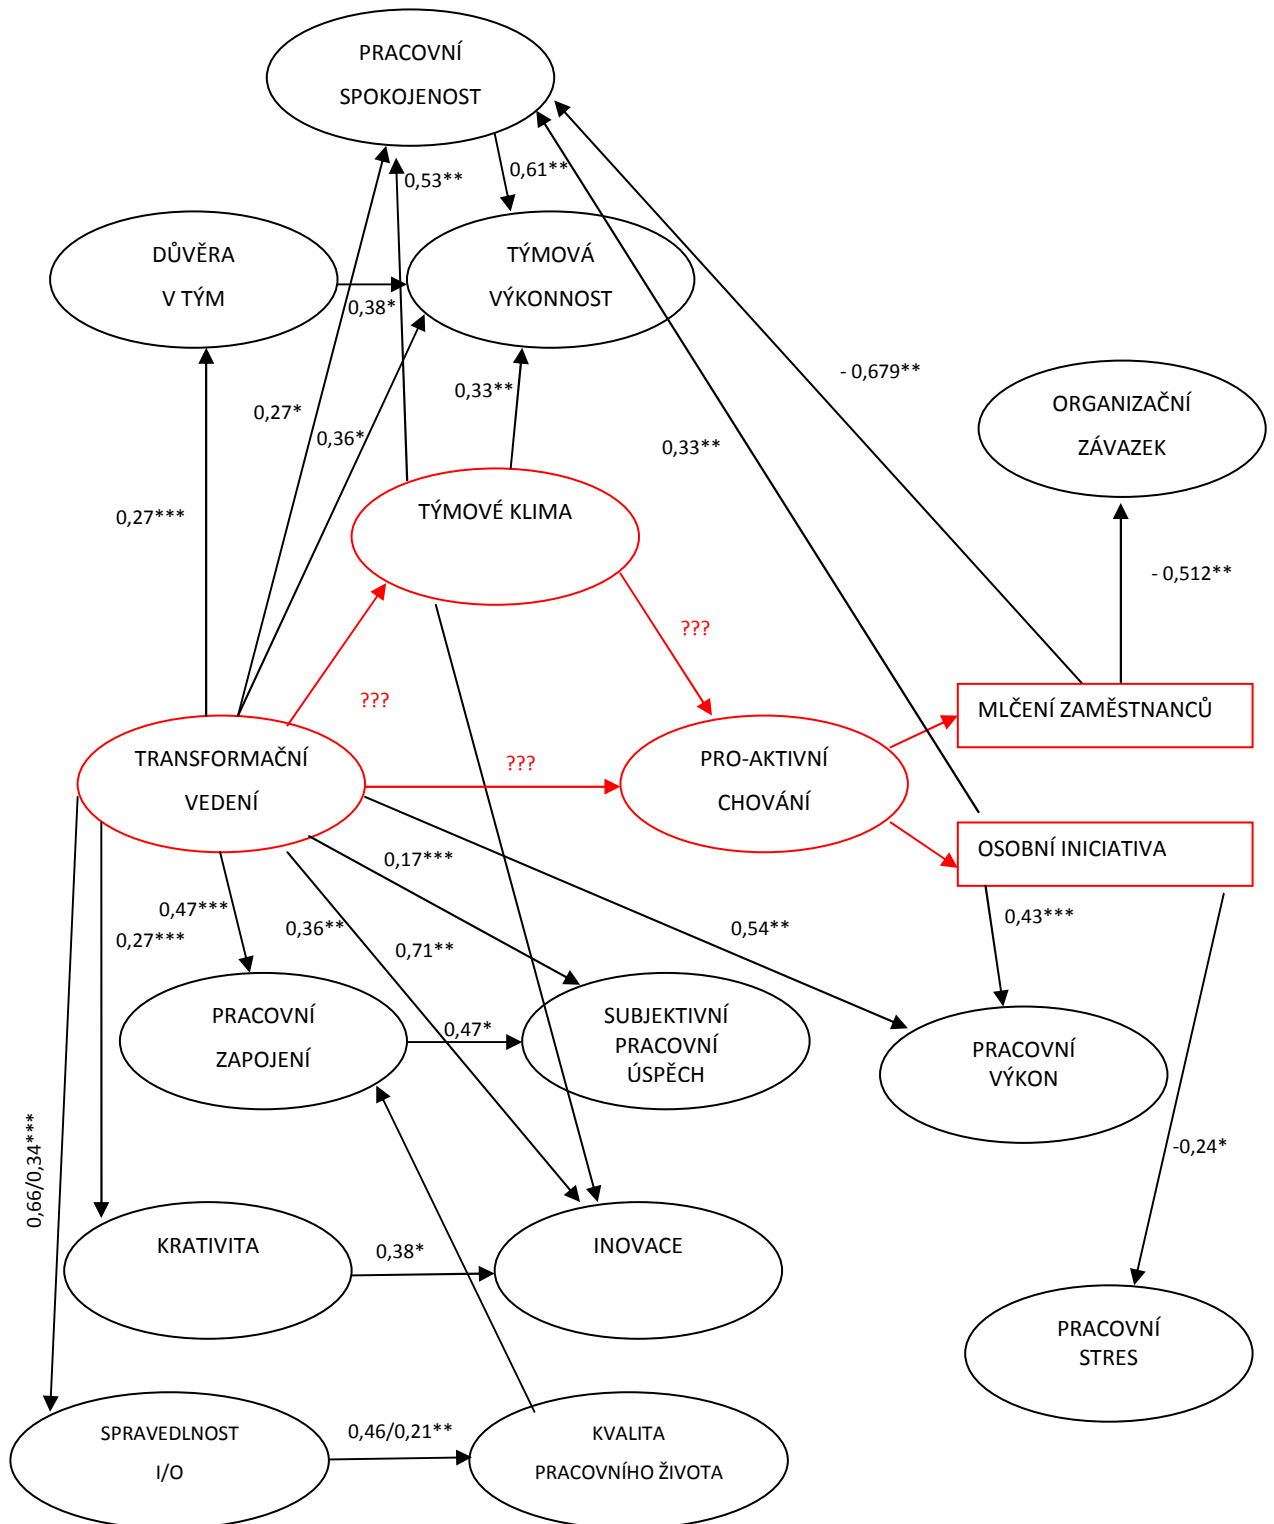 PRACOVNÍ
SPOKOJENOST
0,53**
0,61**
DŮVĚRA
V TÝM
TÝMOVÁ
VÝKONNOST
0,38*
- 0,679**
0,33**
ORGANIZAČNÍ
ZÁVAZEK
0,27*
0,36*
0,33**
0,27***
TÝMOVÉ KLIMA
- 0,512**
???
???
MLČENÍ ZAMĚSTNANCŮ
TRANSFORMAČNÍ
VEDENÍ
???
PRO-AKTIVNÍ
CHOVÁNÍ
OSOBNÍ INICIATIVA
0,17***
0,47***
0,36**
0,54**
0,43***
0,27***
0,71**
PRACOVNÍ
ZAPOJENÍ
0,47*
SUBJEKTIVNÍ
PRACOVNÍ
ÚSPĚCH
PRACOVNÍ
VÝKON
0,66/0,34***
-0,24*
KRATIVITA
0,38*
INOVACE
PRACOVNÍ
STRES
SPRAVEDLNOST
I/O
0,46/0,21**
KVALITA
PRACOVNÍHO ŽIVOTA